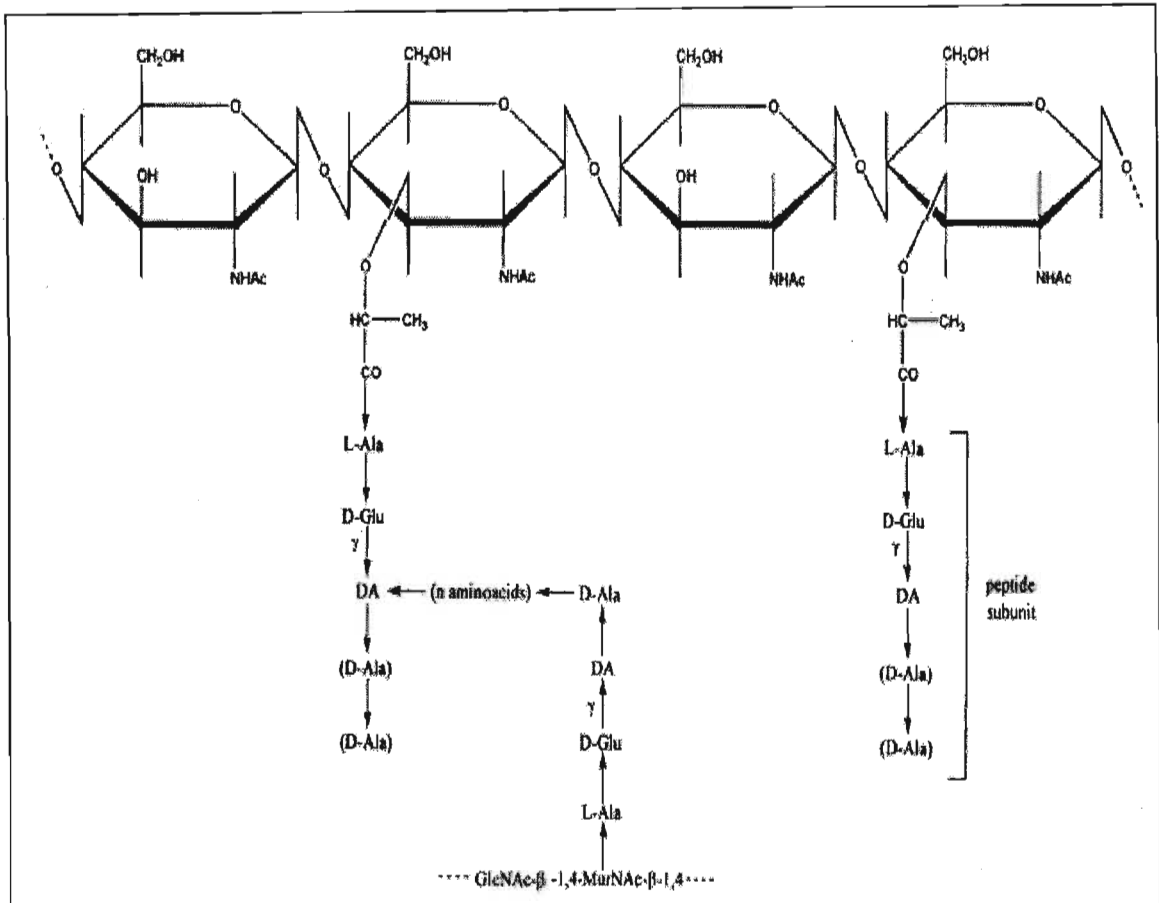 CH₂OH CH₂OH CH₂OH CH₂OH
O O O O
O OH O O OH O O
NHAc NHAc NHAc NHAc
O O
HC—CH₃ HC—CH₃
CO CO
L-Ala L-Ala
D-Glu D-Glu
γ γ
DA (n aminoacids) D-Ala DA peptide
subunit
(D-Ala) DA (D-Ala)
γ
(D-Ala) D-Glu (D-Ala)
L-Ala
---- GlcNAc-β -1,4-MurNAc-β-1,4----